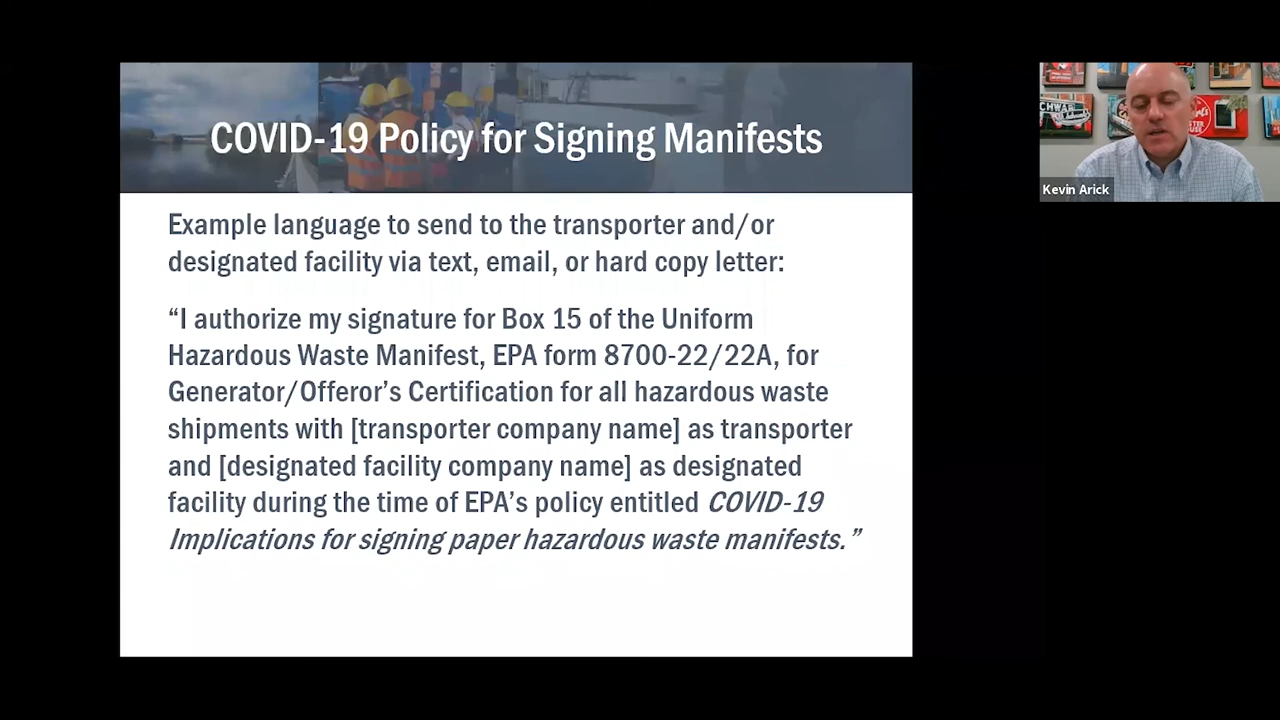 COVID-19 Policy for Signing Manifests
Example language to send to the transporter and/or
designated facility via text, email, or hard copy letter:
“I authorize my signature for Box 15 of the Uniform
Hazardous Waste Manifest, EPA form 8700-22/22A, for
Generator/Offeror’s Certification for all hazardous waste
shipments with [transporter company name] as transporter
and [designated facility company name] as designated
facility during the time of EPA’s policy entitled COVID-19
Implications for signing paper hazardous waste manifests.”
Kevin Arick